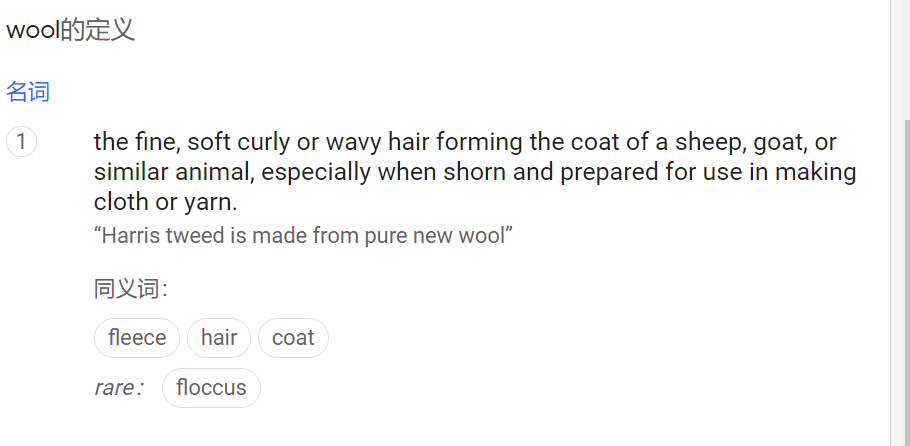 wool的定义
名词
1
the fine, soft curly or wavy hair forming the coat of a sheep, goat, or
similar animal, especially when shorn and prepared for use in making
cloth or yarn.
“Harris tweed is made from pure new wool”
同义词：
fleece hair coat
rare： floccus